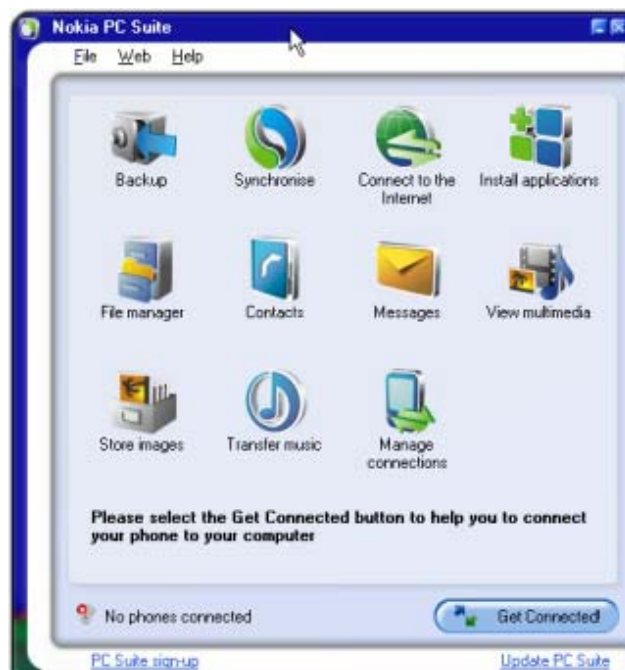 Nokia PC Suite
File Web Help
Backup
Synchronise
Connect to the
Internet
Install applications
File manager
Contacts
Messages
View multimedia
Store images
Transfer music
Manage
connections
Please select the Get Connected button to help you to connect
your phone to your computer
No phones connected
Get Connected!
PC Suite sign-up
Update PC Suite